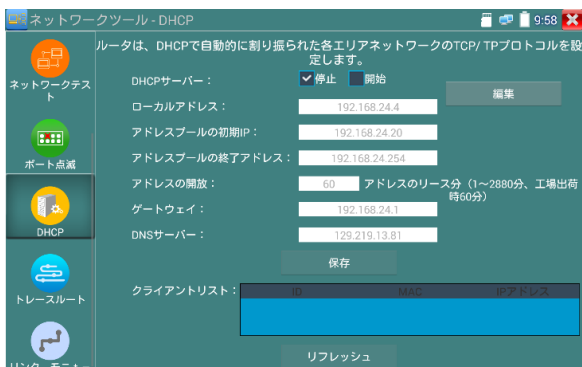 ネットワークツール - DHCP
9:58
ルータは、DHCPで自動的に割り振られた各エリアネットワークのTCP/ TPプロトコルを設
定します。
ネットワークテス
ト
ポート点滅
DHCP
トレースルート
DHCPサーバー：
停止
開始
編集
ローカルアドレス：
192.168.24.4
アドレスプールの初期IP：
192.168.24.20
アドレスプールの終了アドレス：
192.168.24.254
アドレスの開放：
60
アドレスのリース分（1～2880分、工場出荷
時60分）
ゲートウェイ：
192.168.24.1
DNSサーバー：
129.219.13.81
保存
クライアントリスト：
ID
MAC
IPアドレス
リフレッシュ